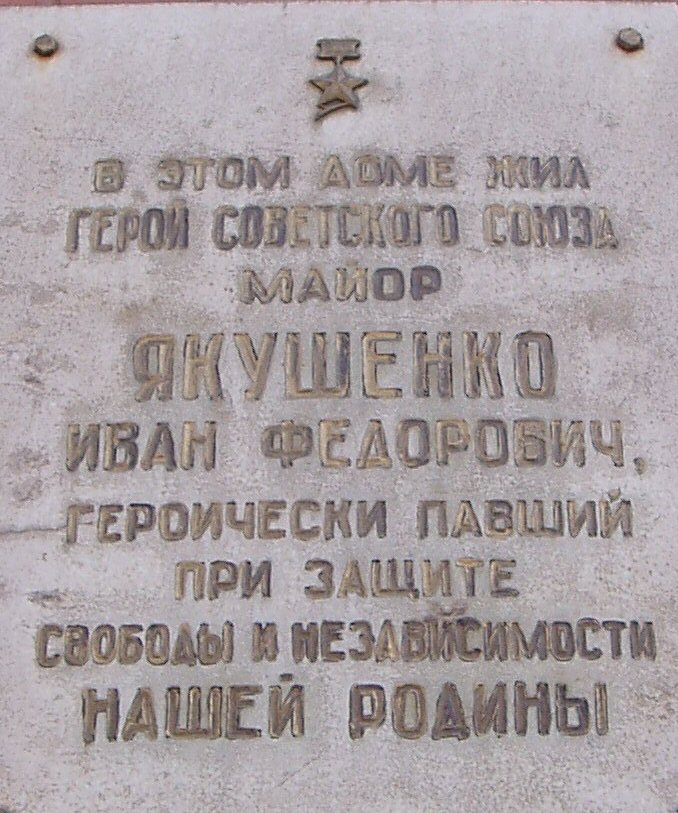 В ЭТОМ ДОМЕ ЖИЛ
ГЕРОЙ СОВЕТСКОГО СОЮЗА
МАЙОР
ЯКУШЕНКО
ИВАН ФЕДОРОВИЧ,
ГЕРОИЧЕСКИ ПАВШИЙ
ПРИ ЗАЩИТЕ
СВОБОДЫ И НЕЗАВИСИМОСТИ
НАШЕЙ РОДИНЫ